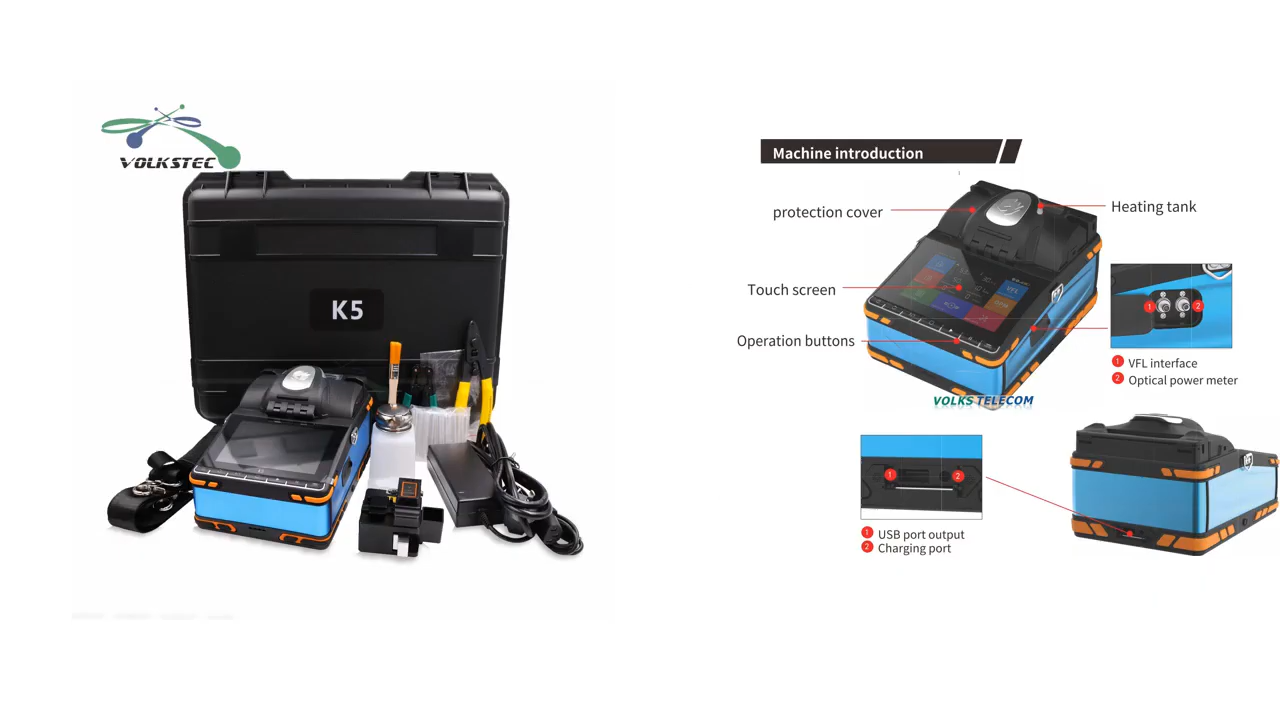 VOLKSTEC
K5
Machine introduction
protection cover
Heating tank
Touch screen
VFL
Operation buttons
1
2
1 VFL interface
2 Optical power meter
VOLKS TELECOM
1
2
1 USB port output
2 Charging port